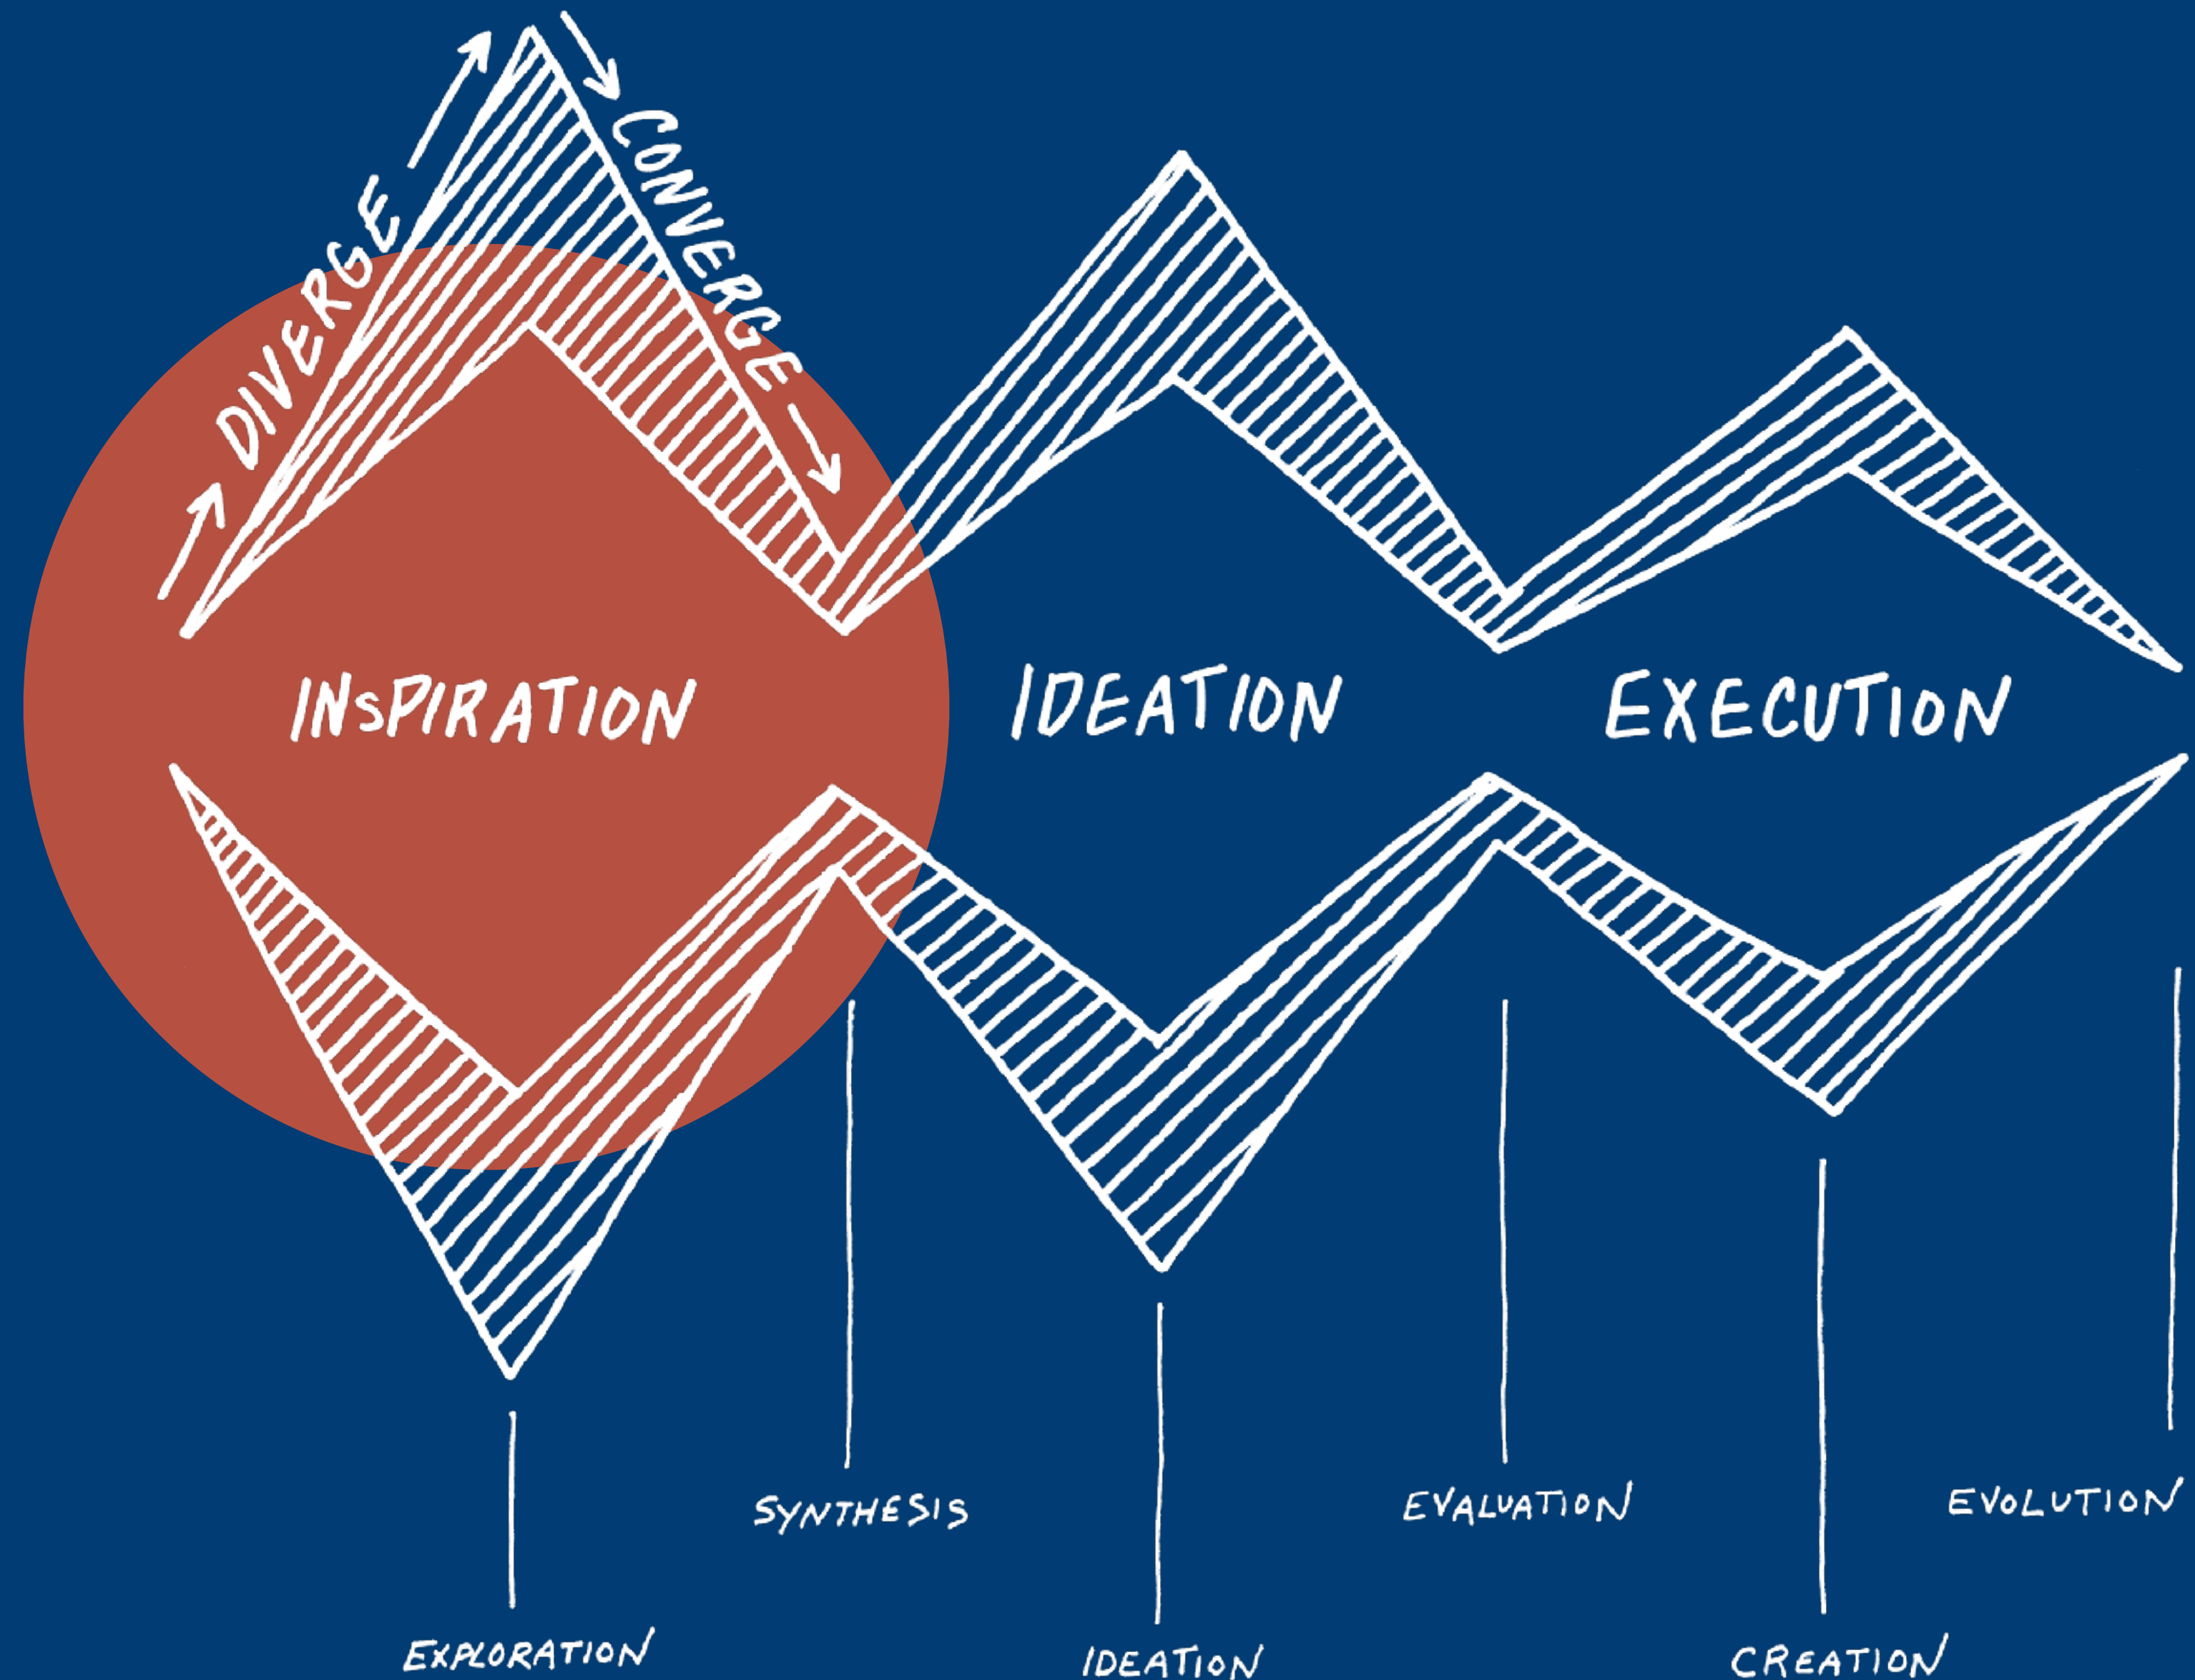 DIVERGE
CONVERGE
INSPIRATION
IDEATION
EXECUTION
SYNTHESIS
EVALUATION
EVOLUTION
EXPLORATION
IDEATION
CREATION